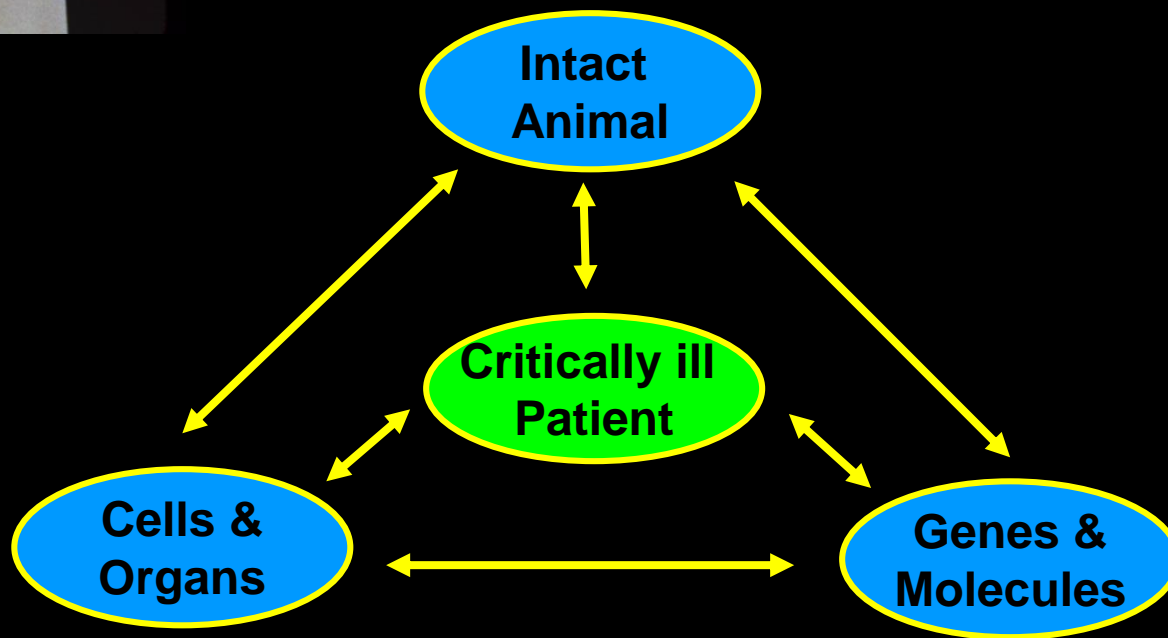 Intact
Animal
Critically ill
Patient
Cells &
Organs
Genes &
Molecules